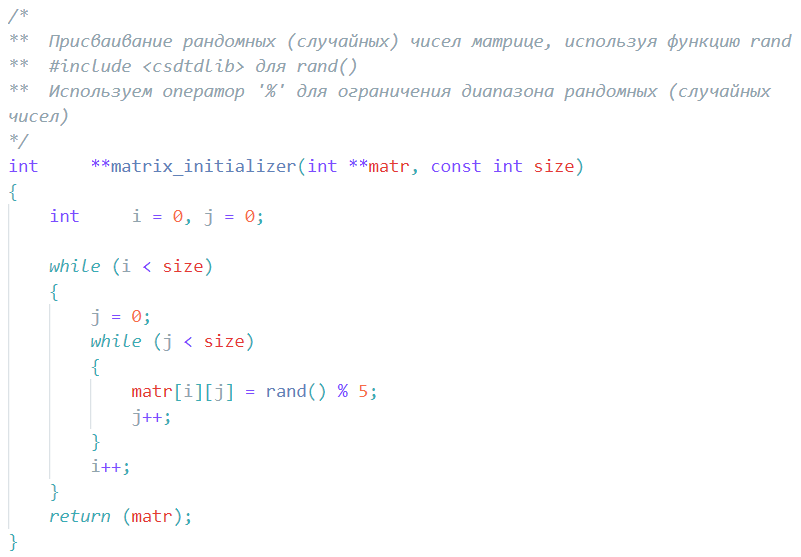 /*
**  Присваивание рандомных (случайных) чисел матрице, используя функцию rand
**  #include <csdtdlib> для rand()
**  Используем оператор '%' для ограничения диапазона рандомных (случайных
чисел)
*/
int     **matrix_initializer(int **matr, const int size)
{
    int     i = 0, j = 0;

    while (i < size)
    {
        j = 0;
        while (j < size)
        {
            matr[i][j] = rand() % 5;
            j++;
        }
        i++;
    }
    return (matr);
}